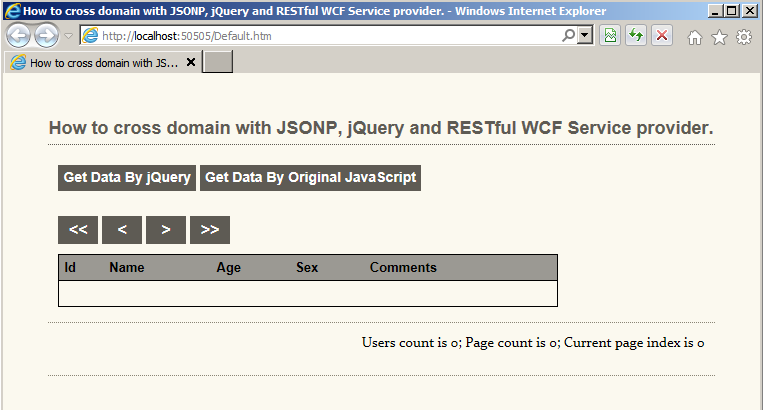 How to cross domain with JSONP, jQuery and RESTful WCF Service provider. - Windows Internet Explorer
http://localhost:50505/Default.htm
How to cross domain with JS...
How to cross domain with JSONP, jQuery and RESTful WCF Service provider.
Get Data By jQuery Get Data By Original JavaScript
<< < > >>
Id Name Age Sex Comments
Users count is 0; Page count is 0; Current page index is 0